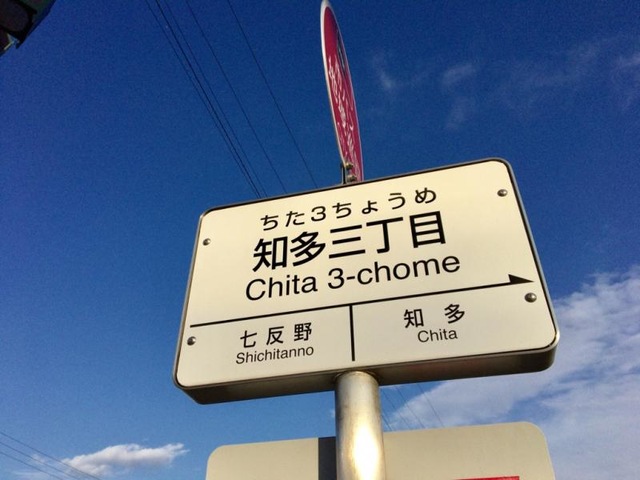 ちた3ちょうめ
知多三丁目
Chita 3-chome
七反野
Shichitanno
知多
Chita